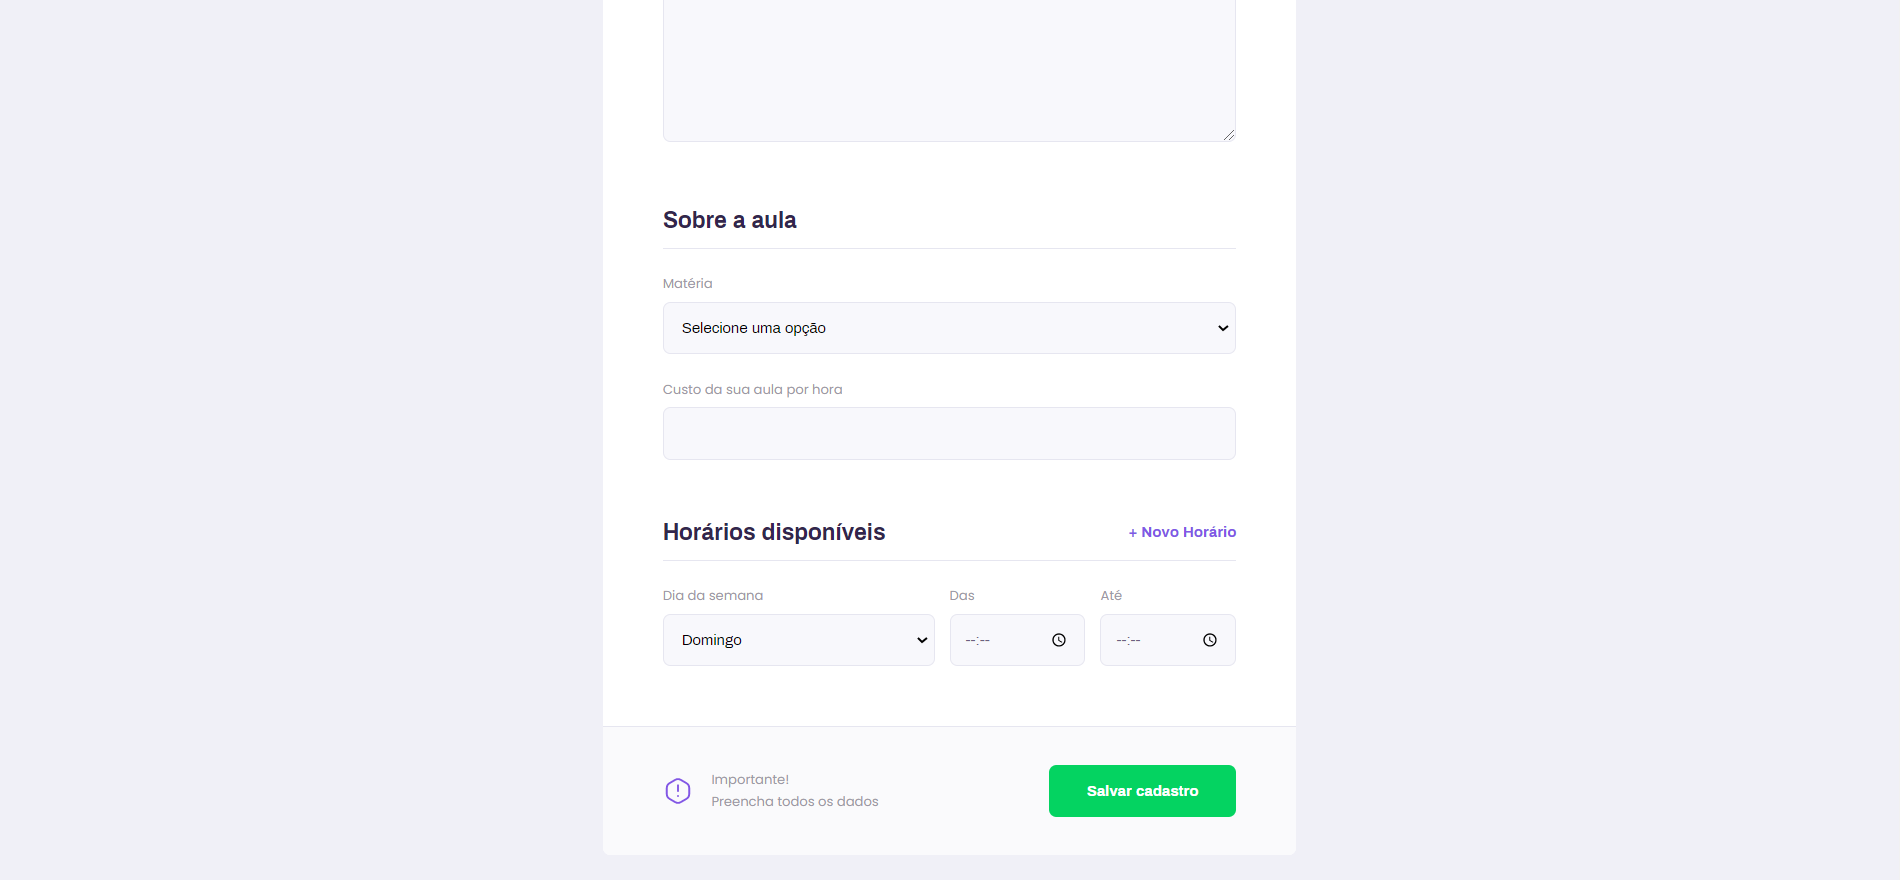 Sobre a aula
Matéria
Selecione uma opção
Custo da sua aula por hora
Horários disponíveis
+ Novo Horário
Dia da semana
Das
Até
Domingo
--:--
--:--
Importante!
Preencha todos os dados
Salvar cadastro